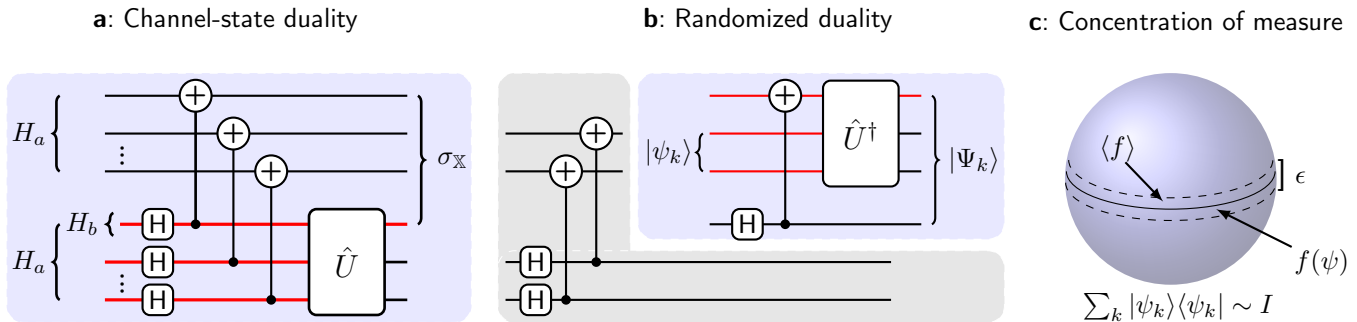 a: Channel-state duality
H_a
⋮
σ_𝕏
H_b
H_a
⋮
H
H
H
Û
b: Randomized duality
|ψ_k⟩
Û†
|Ψ_k⟩
H
H
H
c: Concentration of measure
⟨f⟩
ϵ
f(ψ)
∑_k |ψ_k⟩⟨ψ_k| ∼ I